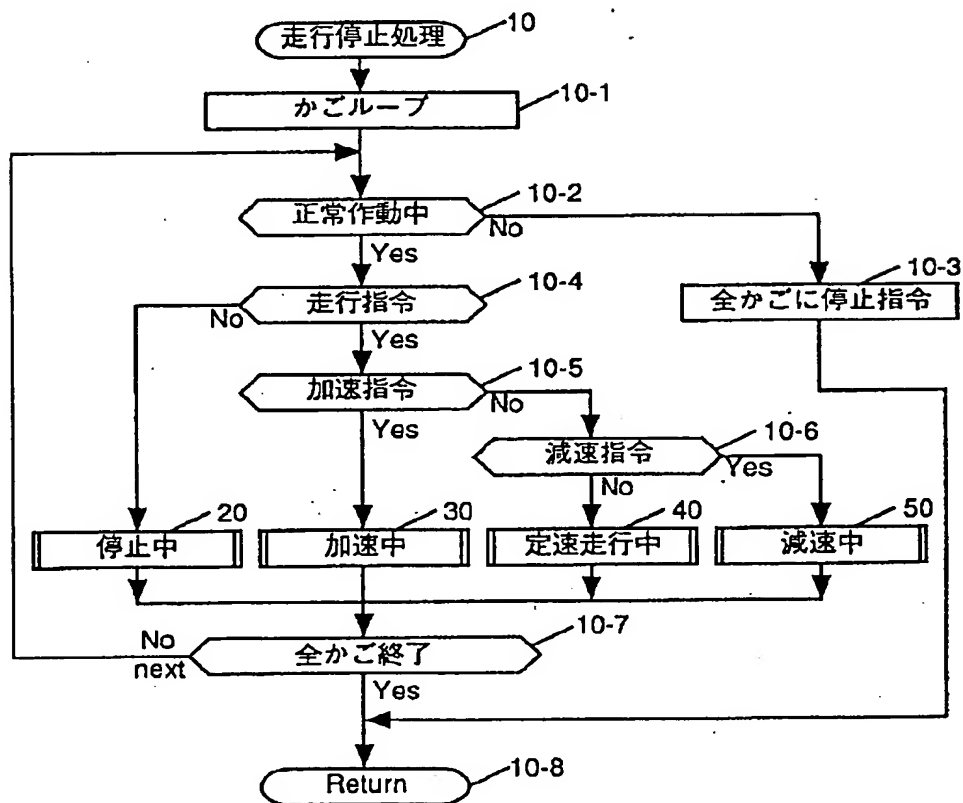 走行停止処理
10
かごループ
10-1
正常作動中
10-2
No
Yes
10-3
全かごに停止指令
走行指令
10-4
No
Yes
加速指令
10-5
No
Yes
減速指令
10-6
Yes
No
20
停止中
30
加速中
40
定速走行中
50
減速中
10-7
全かご終了
No
next
Yes
Return
10-8